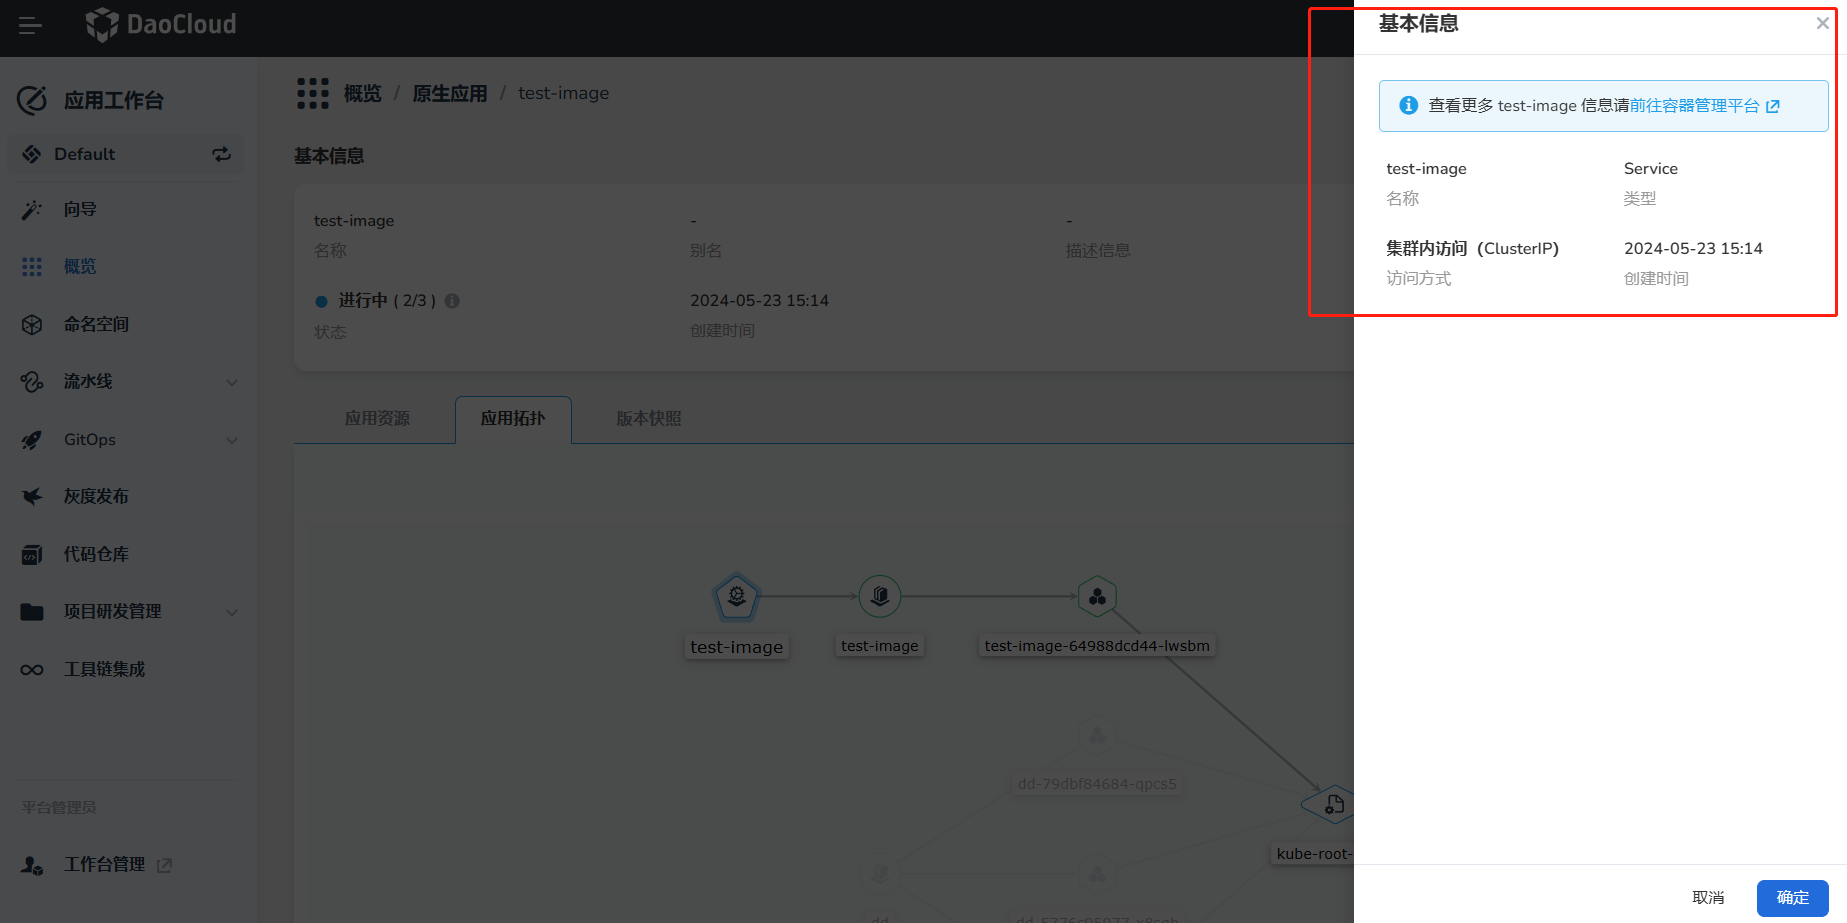 DaoCloud
应用工作台
Default
向导
概览
命名空间
流水线
GitOps
灰度发布
代码仓库
项目研发管理
工具链集成
平台管理员
工作台管理
概览 / 原生应用 / test-image
基本信息
test-image
名称
-
别名
-
描述信息
进行中 ( 2/3 )
状态
2024-05-23 15:14
创建时间
应用资源
应用拓扑
版本快照
test-image
test-image
test-image-64988dcd44-lwsbm
dd-79dbf84684-qpcs5
kube-root-
dd-
基本信息
查看更多 test-image 信息请前往容器管理平台
test-image
名称
Service
类型
集群内访问（ClusterIP）
访问方式
2024-05-23 15:14
创建时间
取消
确定